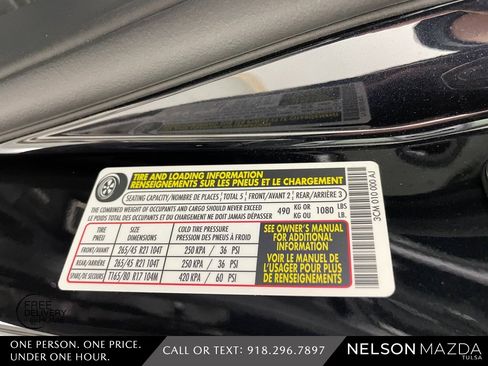 TIRE AND LOADING INFORMATION
RENSEIGNEMENTS SUR LES PNEUS ET LE CHARGEMENT
SEATING CAPACITY/NOMBRE DE PLACES | TOTAL 5 | FRONT/AVANT 2 | REAR/ARRIÈRE 3
THE COMBINED WEIGHT OF OCCUPANTS AND CARGO SHOULD NEVER EXCEED
LE POIDS TOTAL DES OCCUPANTS ET DU CHARGEMENT NE DOIT JAMAIS DÉPASSER
490 KG OR KG OU 1080 LBS LB.
TIRE PNEU | SIZE DIMENSIONS | COLD TIRE PRESSURE PRESSION DES PNEUS À FROID
FRONT/AVANT | 265/45 R21 104T | 250 KPA / 36 PSI
REAR/ARRIÈRE | 265/45 R21 104T | 250 KPA / 36 PSI
SPARE/DE SECOURS | T165/80 R17 104M | 420 KPA / 60 PSI
SEE OWNER'S MANUAL
FOR ADDITIONAL
INFORMATION
VOIR LE MANUEL DE
L'USAGER POUR PLUS
DE RENSEIGNEMENTS
3CM 010 000 AJ
FREE
DELIVERY
ONE PERSON. ONE PRICE.
UNDER ONE HOUR.
CALL OR TEXT: 918.296.7897
NELSON MAZDA
TULSA